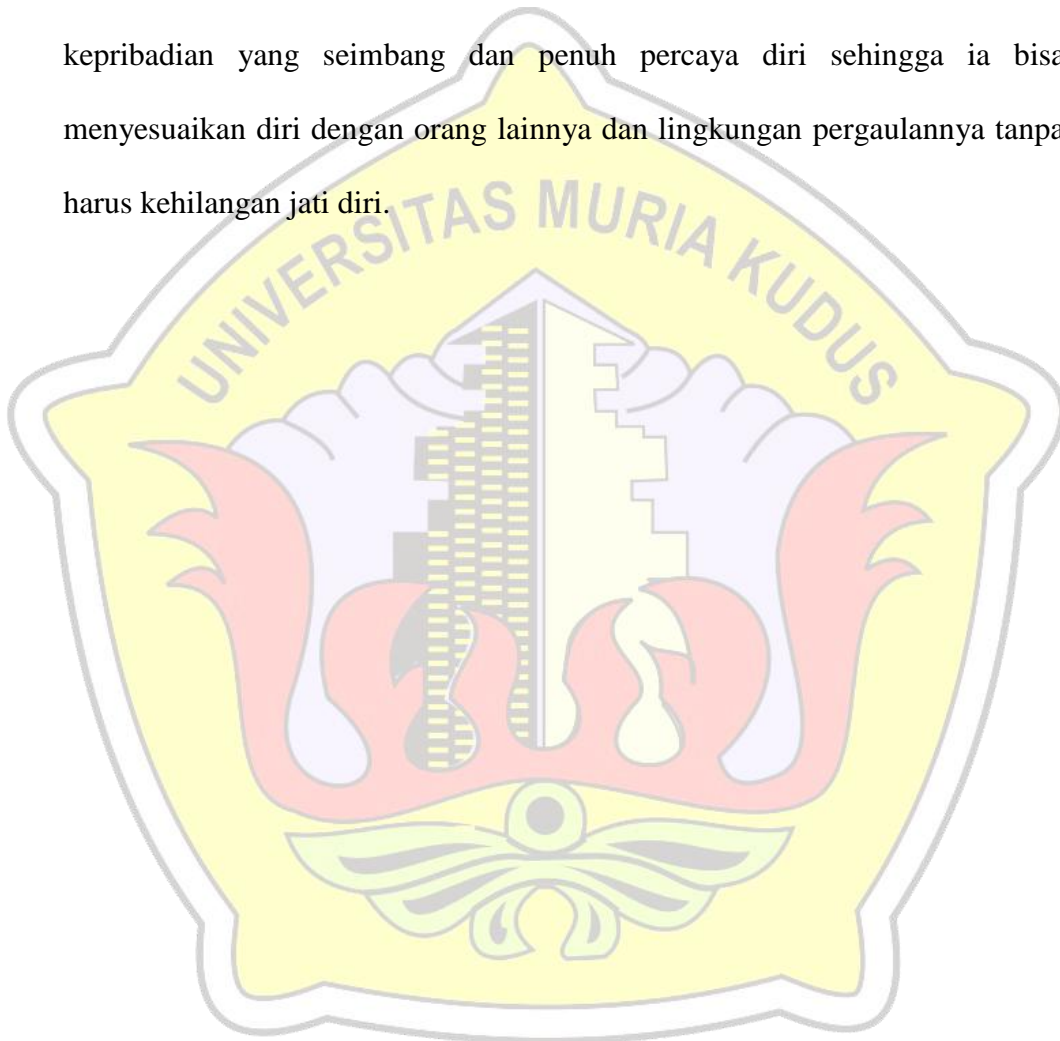 kepribadian yang seimbang dan penuh percaya diri sehingga ia bisa
menyesuaikan diri dengan orang lainnya dan lingkungan pergaulannya tanpa
harus kehilangan jati diri.
UNIVERSITAS MURIA KUDUS